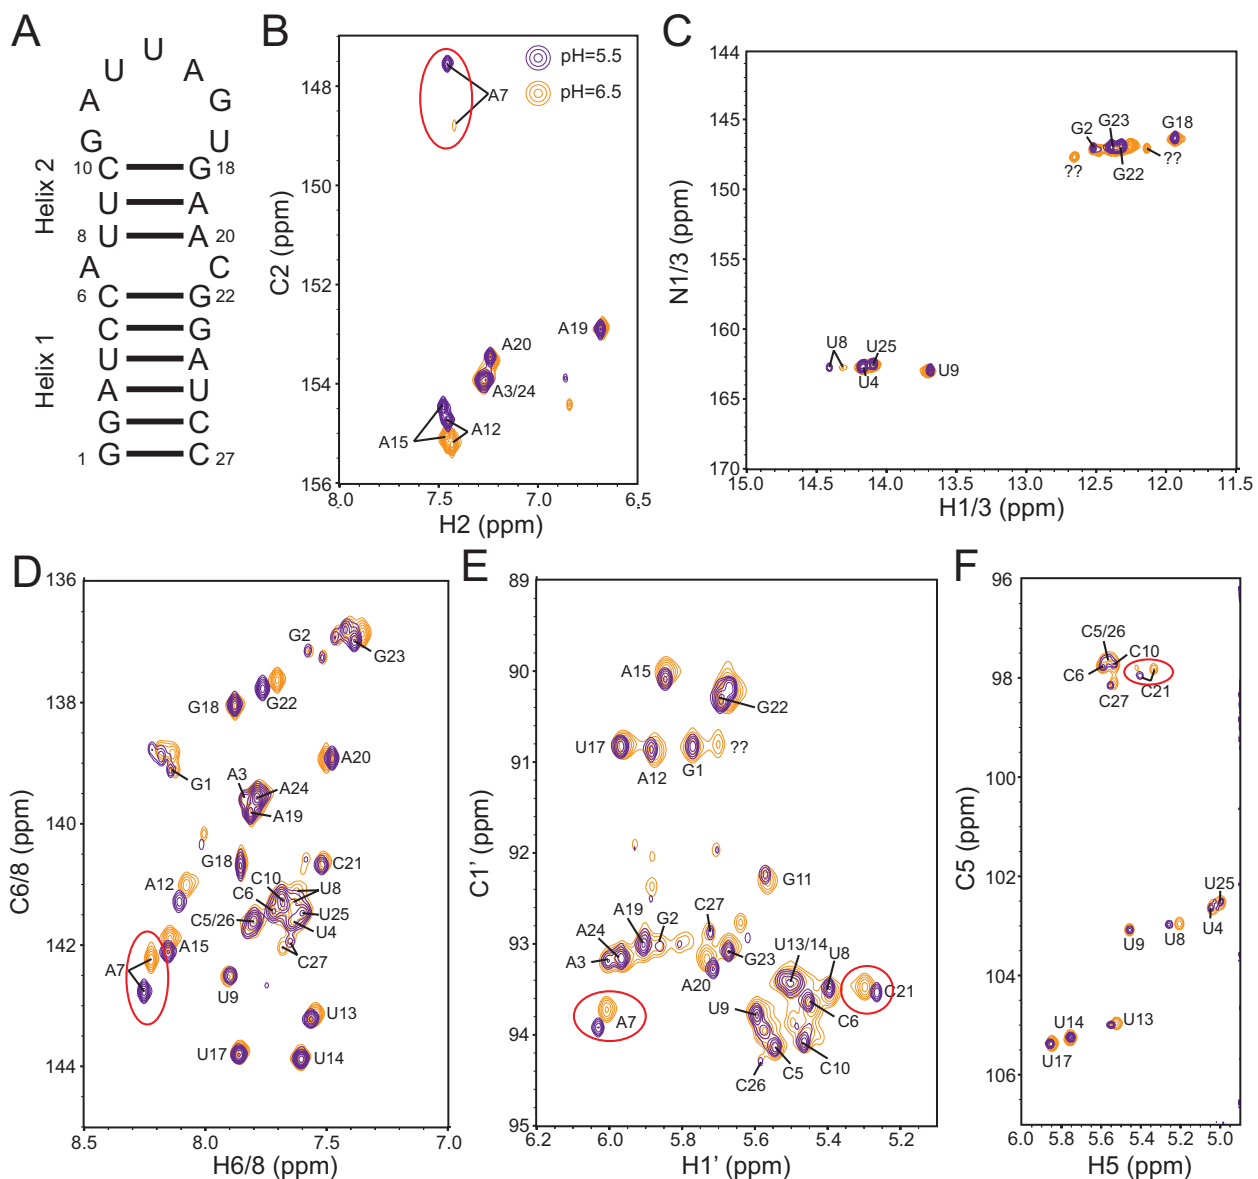 A
U U
U A
A G
G U
10 C G 18
U A
8 U A 20
A C
6 C G 22
C G
U A
A U
G C
1 G C 27
Helix 2
Helix 1
B
pH=5.5
pH=6.5
A7
A19
A20
A3/24
A15
A12
148
150
152
154
156
8.0 7.5 7.0 6.5
C2 (ppm)
H2 (ppm)
C
144
145
150
155
160
165
170
15.0 14.5 14.0 13.5 13.0 12.5 12.0 11.5
N1/3 (ppm)
H1/3 (ppm)
G23
G2
G18
??
??
G22
U8
U25
U4
U9
D
136
138
140
142
144
8.5 8.0 7.5 7.0
C6/8 (ppm)
H6/8 (ppm)
G2
G23
G22
G18
A20
G1
A3
A24
A19
G18
C21
A12
C10
U8
C6
U25
C5/26
U4
A15
C27
A7
U9
U13
U17
U14
E
89
90
91
92
93
94
95
6.2 6.0 5.8 5.6 5.4 5.2
C1' (ppm)
H1' (ppm)
A15
G22
U17
A12
G1
??
G11
A19
G2
C27
A24
A3
G23
U13/14
U8
A20
C21
A7
U9
C6
C26
C5
C10
F
96
98
100
102
104
106
6.0 5.5 5.0
C5 (ppm)
H5 (ppm)
C5/26
C10
C6
C21
C27
U25
U9
U8
U4
U14
U13
U17